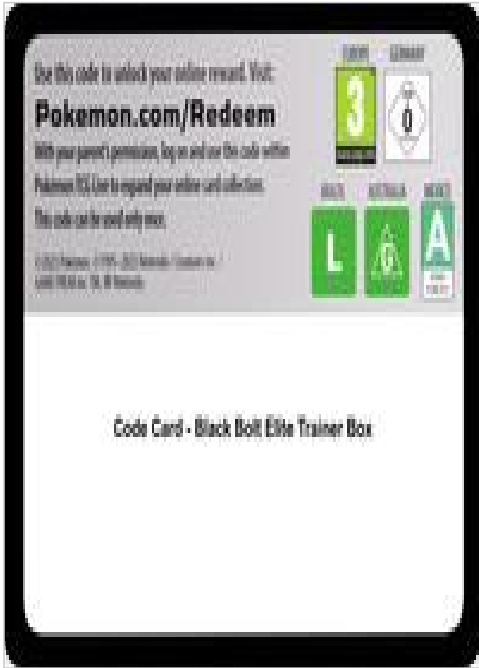 Use this code to unlock your online reward. Visit:
Pokemon.com/Redeem
With your parent's permission, log on and use this code within
Pokémon TCG Live to expand your online card collection.
This code can be used only once.
EUROPE GERMANY
3
0
BRAZIL AUSTRALIA MEXICO
L
G
A
Code Card - Black Bolt Elite Trainer Box